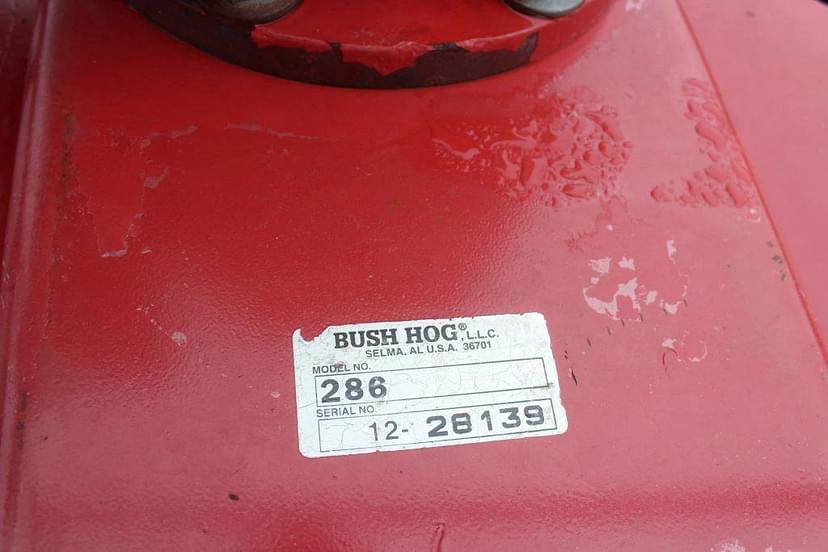 BUSH HOG®, L.L.C.
SELMA, AL U.S.A. 36701
MODEL NO.
286
SERIAL NO.
12- 28139